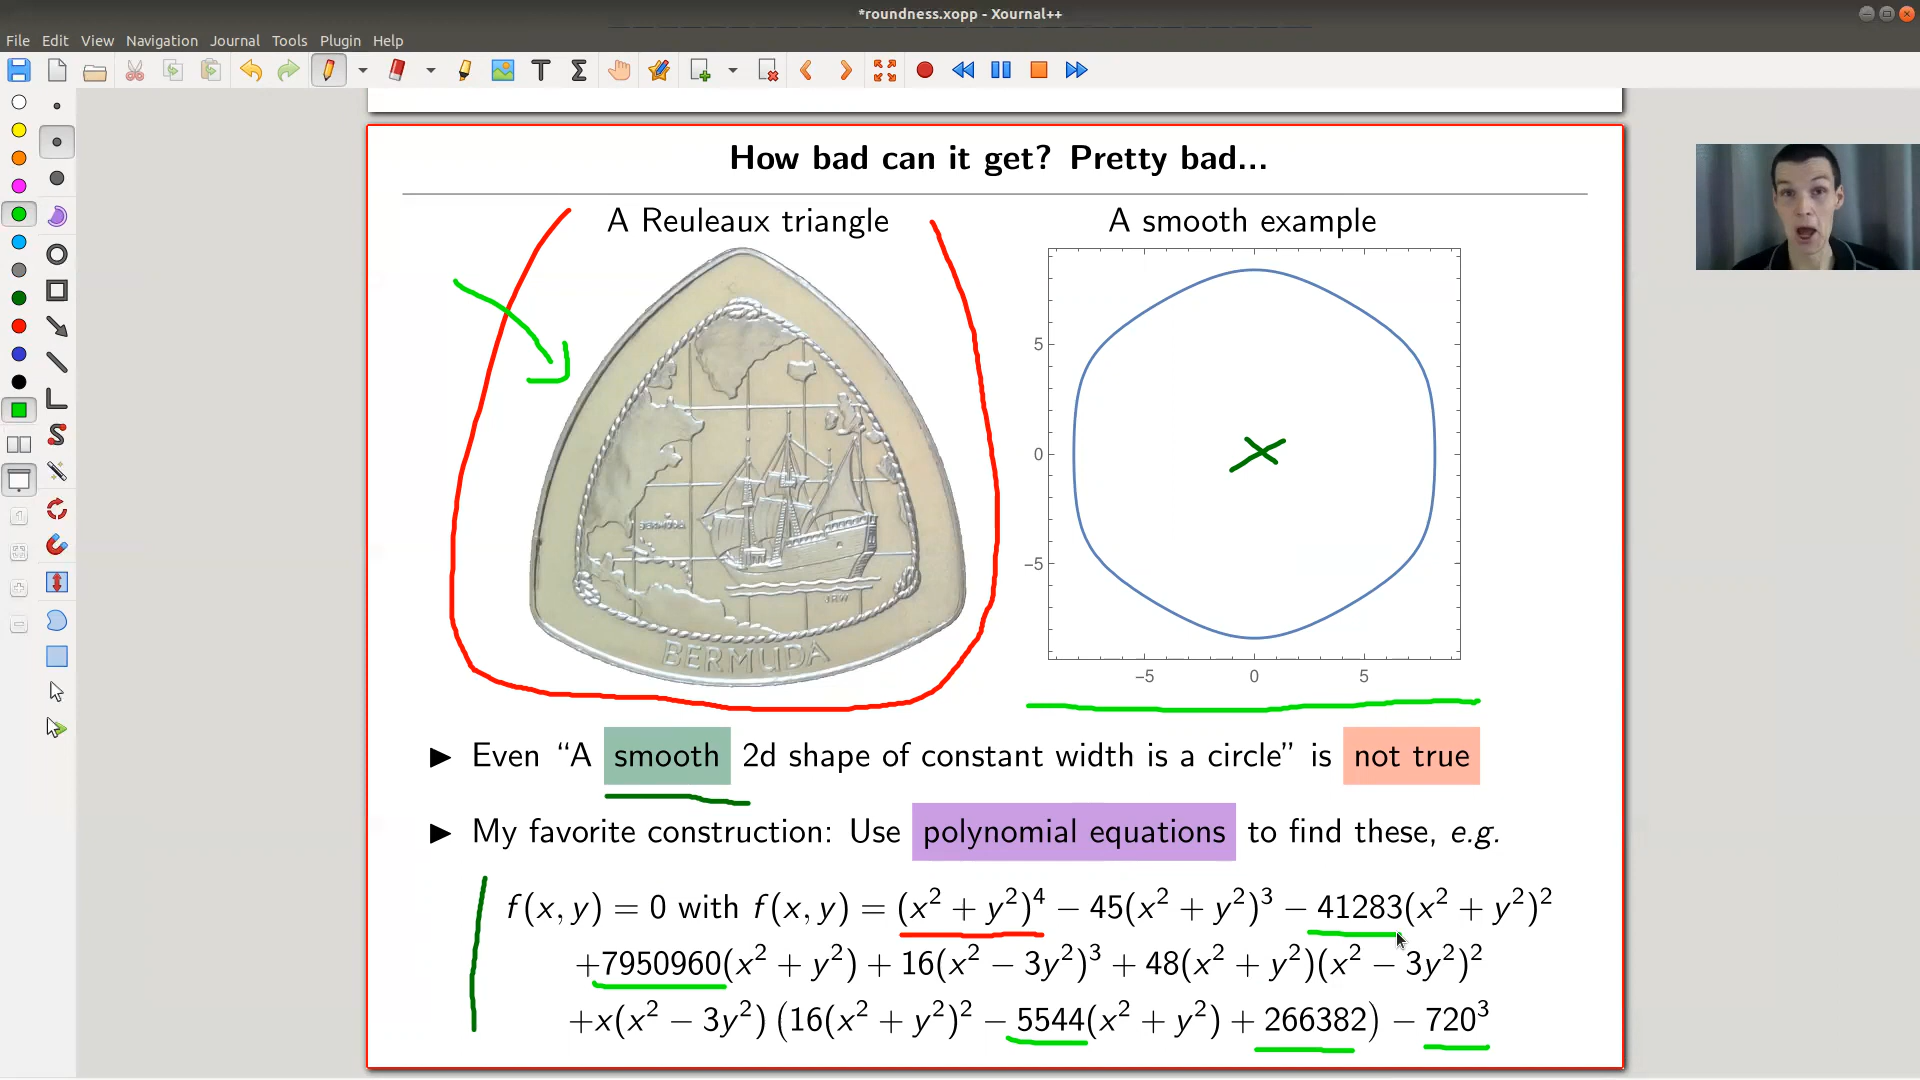 *roundness.xopp - Xournal++
File Edit View Navigation Journal Tools Plugin Help
How bad can it get? Pretty bad...
A Reuleaux triangle
A smooth example
BERMUDA
BERMUDA
5
0
−5
−5 0 5
▶ Even “A smooth 2d shape of constant width is a circle” is not true
▶ My favorite construction: Use polynomial equations to find these, e.g.
f(x, y) = 0 with f(x, y) = (x² + y²)⁴ − 45(x² + y²)³ − 41283(x² + y²)²
+7950960(x² + y²) + 16(x² − 3y²)³ + 48(x² + y²)(x² − 3y²)²
+x(x² − 3y²) (16(x² + y²)² − 5544(x² + y²) + 266382) − 720³